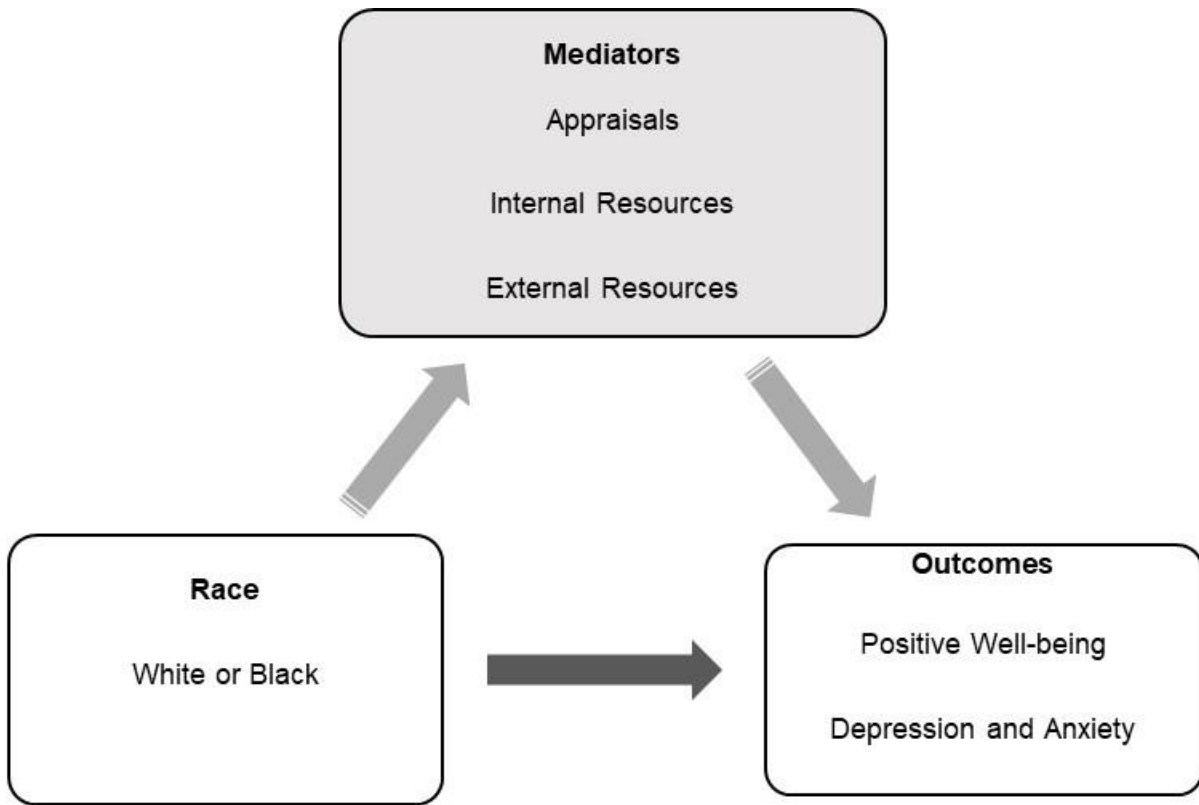 Mediators
Appraisals
Internal Resources
External Resources
Race
White or Black
Outcomes
Positive Well-being
Depression and Anxiety